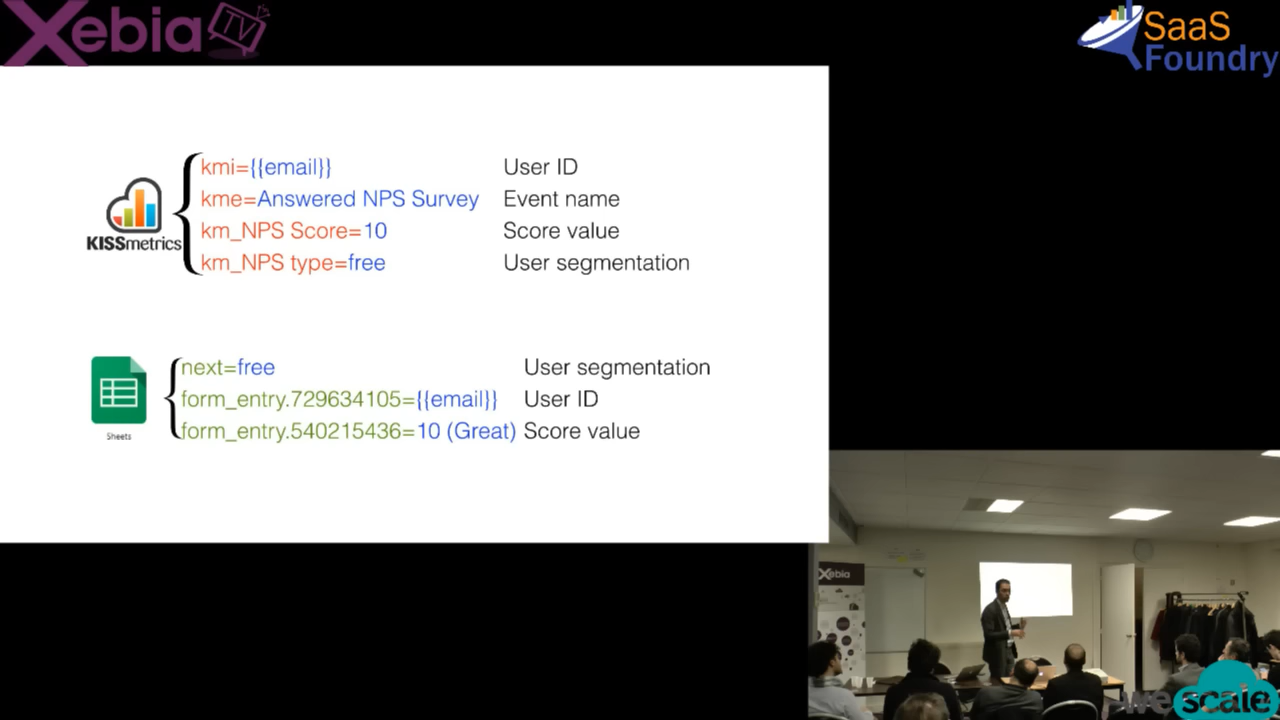 Xebia TV
SaaS
Foundry
kmi={{email}} User ID
kme=Answered NPS Survey Event name
km_NPS Score=10 Score value
km_NPS type=free User segmentation
KISSmetrics
next=free User segmentation
form_entry.729634105={{email}} User ID
form_entry.540215436=10 (Great) Score value
Sheets
Xebia
we scale